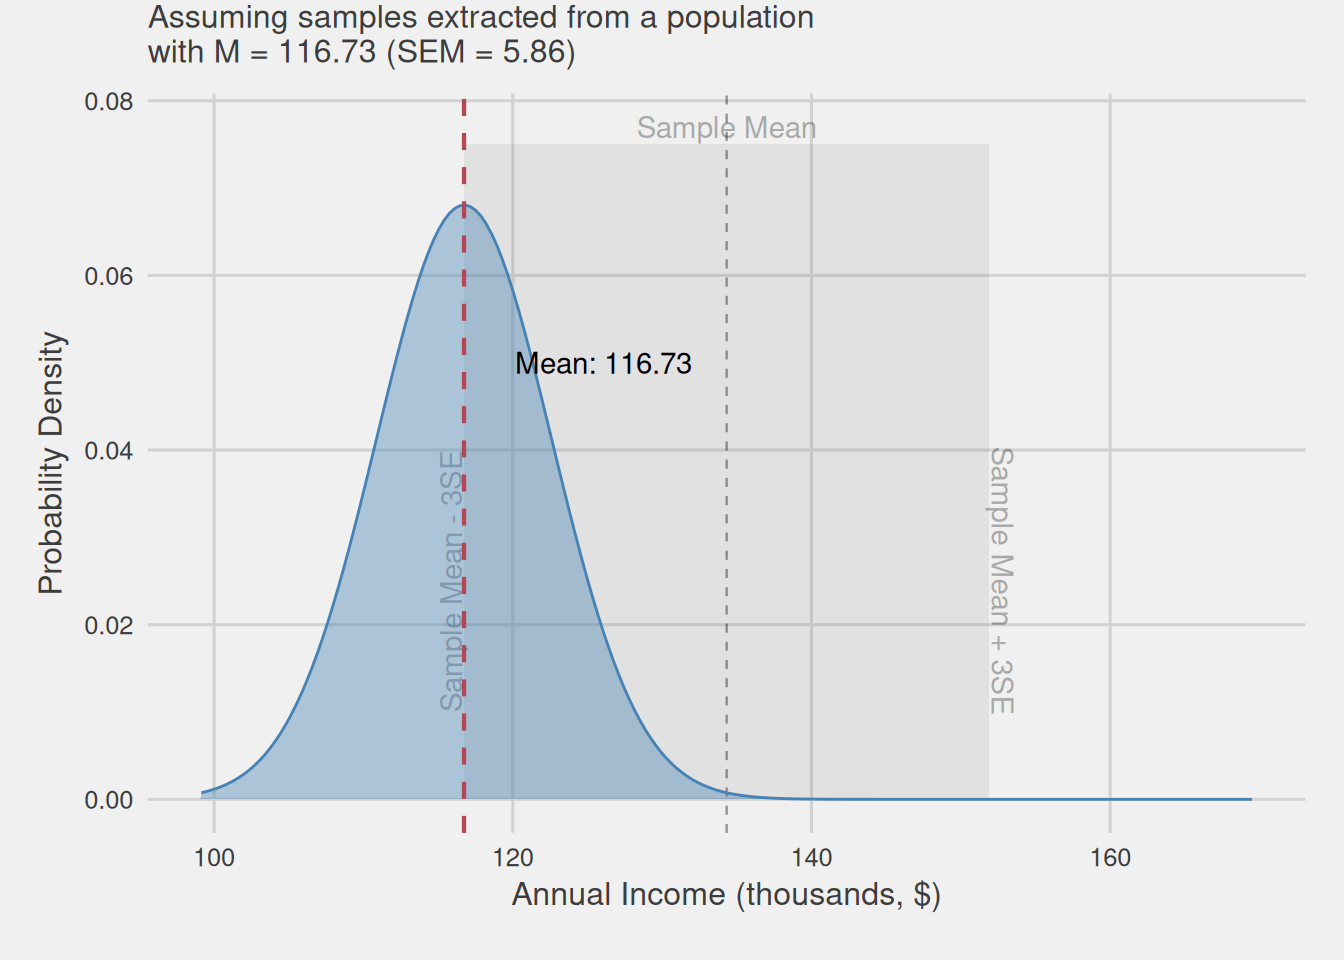 Assuming samples extracted from a population
with M = 116.73 (SEM = 5.86)
0.08
0.06
0.04
0.02
0.00
Probability Density
Sample Mean
Mean: 116.73
Sample Mean - 3SE
Sample Mean + 3SE
100
120
140
160
Annual Income (thousands, $)